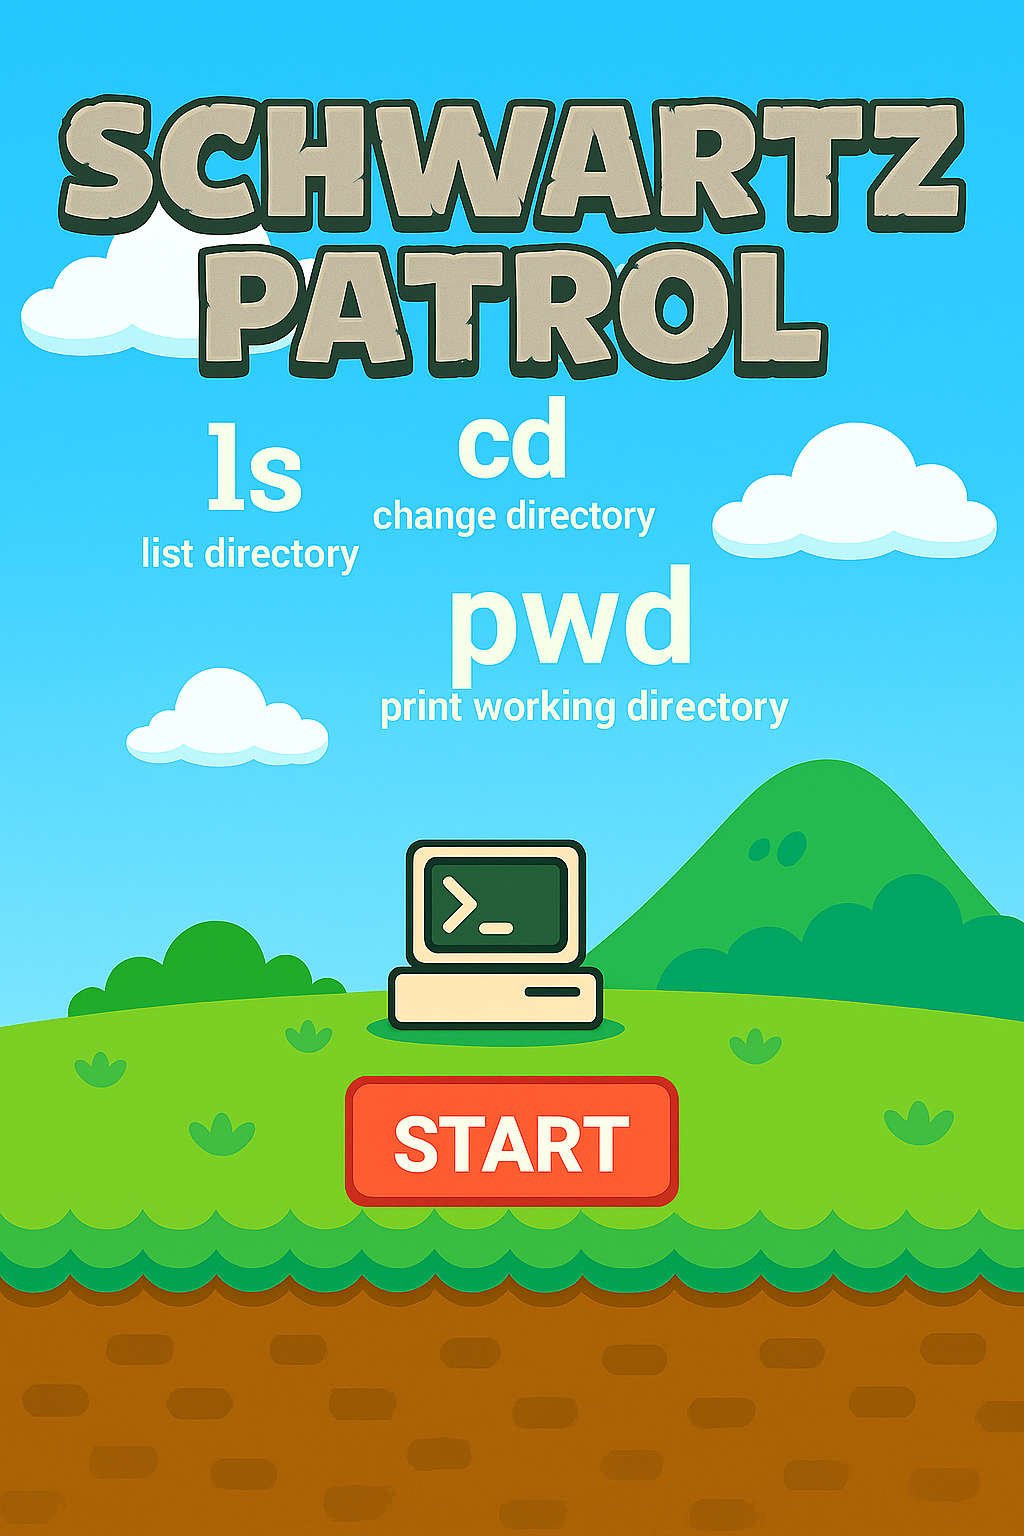 SCHWARTZ
PATROL
ls
list directory
cd
change directory
pwd
print working directory
>_
START